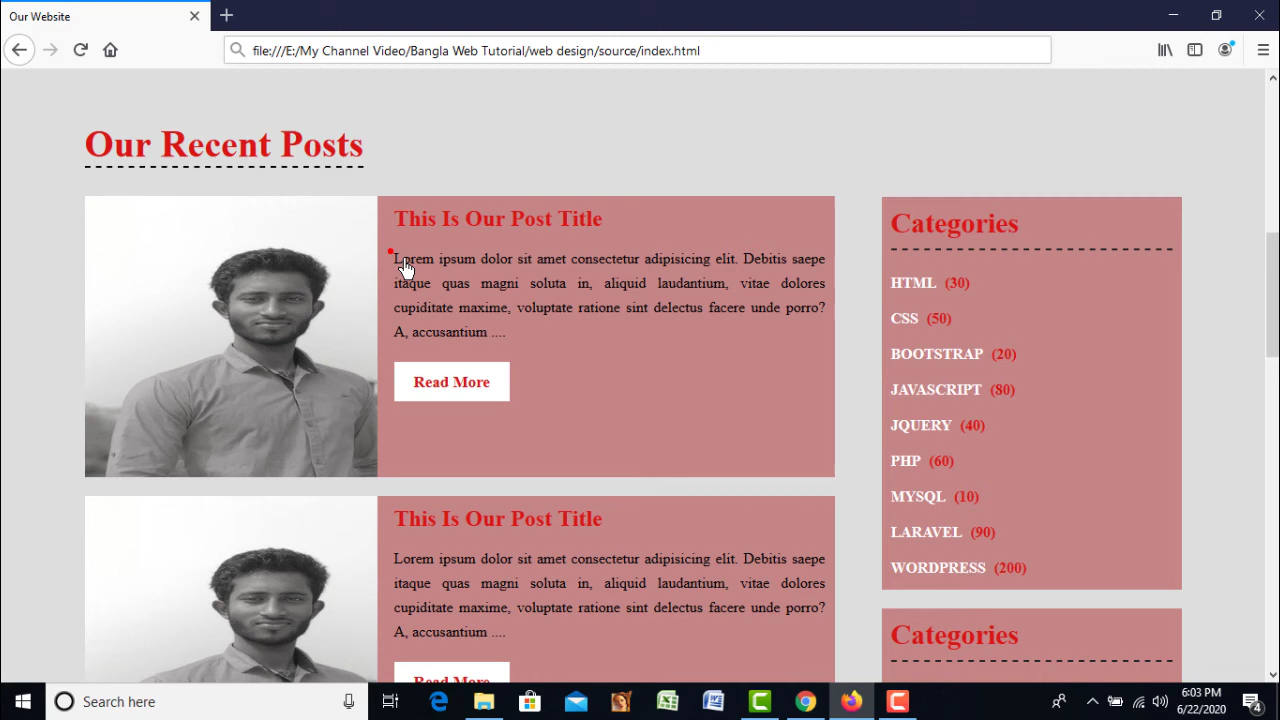 Our Website
file:///E:/My Channel Video/Bangla Web Tutorial/web design/source/index.html
Our Recent Posts
This Is Our Post Title
Lorem ipsum dolor sit amet consectetur adipisicing elit. Debitis saepe
itaque quas magni soluta in, aliquid laudantium, vitae dolores
cupiditate maxime, voluptate ratione sint delectus facere unde porro?
A, accusantium ....
Read More
This Is Our Post Title
Lorem ipsum dolor sit amet consectetur adipisicing elit. Debitis saepe
itaque quas magni soluta in, aliquid laudantium, vitae dolores
cupiditate maxime, voluptate ratione sint delectus facere unde porro?
A, accusantium ....
Read More
Categories
HTML (30)
CSS (50)
BOOTSTRAP (20)
JAVASCRIPT (80)
JQUERY (40)
PHP (60)
MYSQL (10)
LARAVEL (90)
WORDPRESS (200)
Categories
Search here
6:03 PM
6/22/2020
4